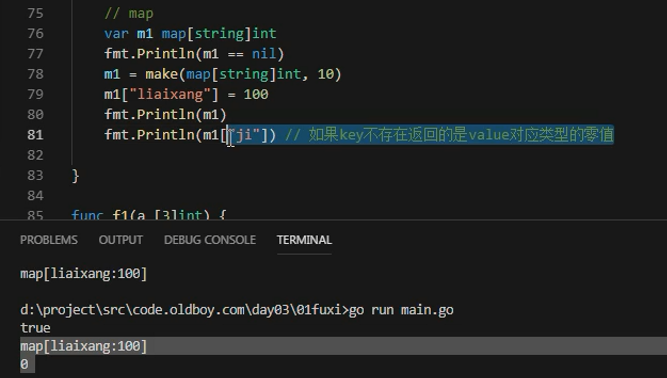 75 // map
76 var m1 map[string]int
77 fmt.Println(m1 == nil)
78 m1 = make(map[string]int, 10)
79 m1["liaixang"] = 100
80 fmt.Println(m1)
81 fmt.Println(m1["ji"]) // 如果key不存在返回的是value对应类型的零值
82
83 }
84
85 func f1(a [3]int) {
PROBLEMS OUTPUT DEBUG CONSOLE TERMINAL
map[liaixang:100]
d:\project\src\code.oldboy.com\day03\01fuxi>go run main.go
true
map[liaixang:100]
0